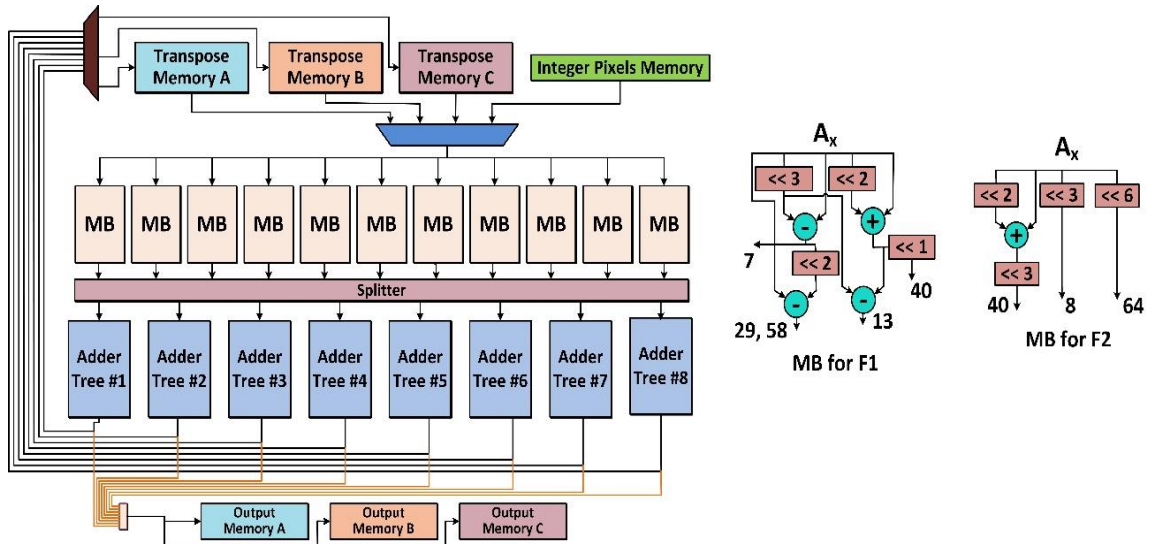 Transpose
Memory A
Transpose
Memory B
Transpose
Memory C
Integer Pixels Memory
MB
MB
MB
MB
MB
MB
MB
MB
MB
MB
MB
Splitter
Adder
Tree #1
Adder
Tree #2
Adder
Tree #3
Adder
Tree #4
Adder
Tree #5
Adder
Tree #6
Adder
Tree #7
Adder
Tree #8
Output
Memory A
Output
Memory B
Output
Memory C
Ax
<< 3
<< 2
-
+
7
<< 2
<< 1
40
-
-
29, 58
13
MB for F1
Ax
<< 2
<< 3
<< 6
+
<< 3
40
8
64
MB for F2